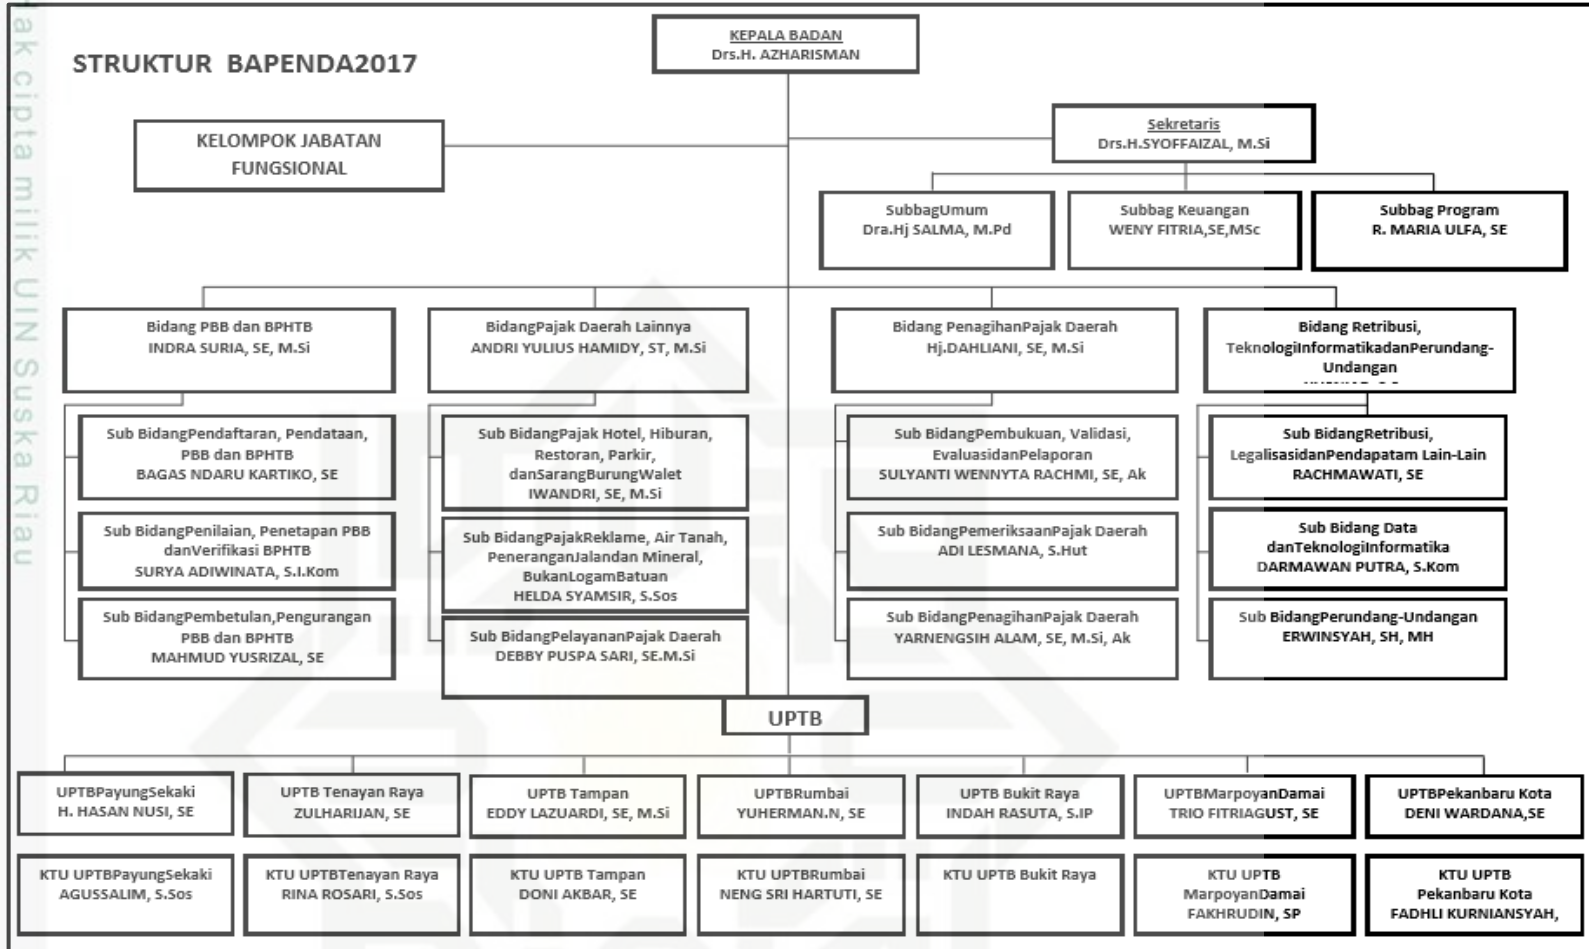 ak cipta milik UIN Suska Riau
STRUKTUR BAPENDA2017
KEPALA BADAN
Drs.H. AZHARISMAN
KELOMPOK JABATAN
FUNGSIONAL
Sekretaris
Drs.H.SYOFFAIZAL, M.Si
SubbagUmum
Dra.Hj SALMA, M.Pd
Subbag Keuangan
WENY FITRIA,SE,MSc
Subbag Program
R. MARIA ULFA, SE
Bidang PBB dan BPHTB
INDRA SURIA, SE, M.Si
BidangPajak Daerah Lainnya
ANDRI YULIUS HAMIDY, ST, M.Si
Bidang PenagihanPajak Daerah
Hj.DAHLIANI, SE, M.Si
Bidang Retribusi,
TeknologiInformatikadanPerundang-
Undangan
Sub BidangPendaftaran, Pendataan,
PBB dan BPHTB
BAGAS NDARU KARTIKO, SE
Sub BidangPajak Hotel, Hiburan,
Restoran, Parkir,
danSarangBurungWalet
IWANDRI, SE, M.Si
Sub BidangPembukuan, Validasi,
EvaluasidanPelaporan
SULYANTI WENNYTA RACHMI, SE, Ak
Sub BidangRetribusi,
LegalisasidanPendapatam Lain-Lain
RACHMAWATI, SE
Sub BidangPenilaian, Penetapan PBB
danVerifikasi BPHTB
SURYA ADIWINATA, S.I.Kom
Sub BidangPajakReklame, Air Tanah,
PeneranganJalandan Mineral,
BukanLogamBatuan
HELDA SYAMSIR, S.Sos
Sub BidangPemeriksaanPajak Daerah
ADI LESMANA, S.Hut
Sub Bidang Data
danTeknologiInformatika
DARMAWAN PUTRA, S.Kom
Sub BidangPembetulan,Pengurangan
PBB dan BPHTB
MAHMUD YUSRIZAL, SE
Sub BidangPelayananPajak Daerah
DEBBY PUSPA SARI, SE.M.Si
Sub BidangPenagihanPajak Daerah
YARNENGSIH ALAM, SE, M.Si, Ak
Sub BidangPerundang-Undangan
ERWINSYAH, SH, MH
UPTB
UPTBPayungSekaki
H. HASAN NUSI, SE
UPTB Tenayan Raya
ZULHARIJAN, SE
UPTB Tampan
EDDY LAZUARDI, SE, M.Si
UPTBRumbai
YUHERMAN.N, SE
UPTB Bukit Raya
INDAH RASUTA, S.IP
UPTBMarpoyanDamai
TRIO FITRIAGUST, SE
UPTBPekanbaru Kota
DENI WARDANA,SE
KTU UPTBPayungSekaki
AGUSSALIM, S.Sos
KTU UPTBTenayan Raya
RINA ROSARI, S.Sos
KTU UPTB Tampan
DONI AKBAR, SE
KTU UPTBRumbai
NENG SRI HARTUTI, SE
KTU UPTB Bukit Raya
KTU UPTB
MarpoyanDamai
FAKHRUDIN, SP
KTU UPTB
Pekanbaru Kota
FADHLI KURNIANSYAH,